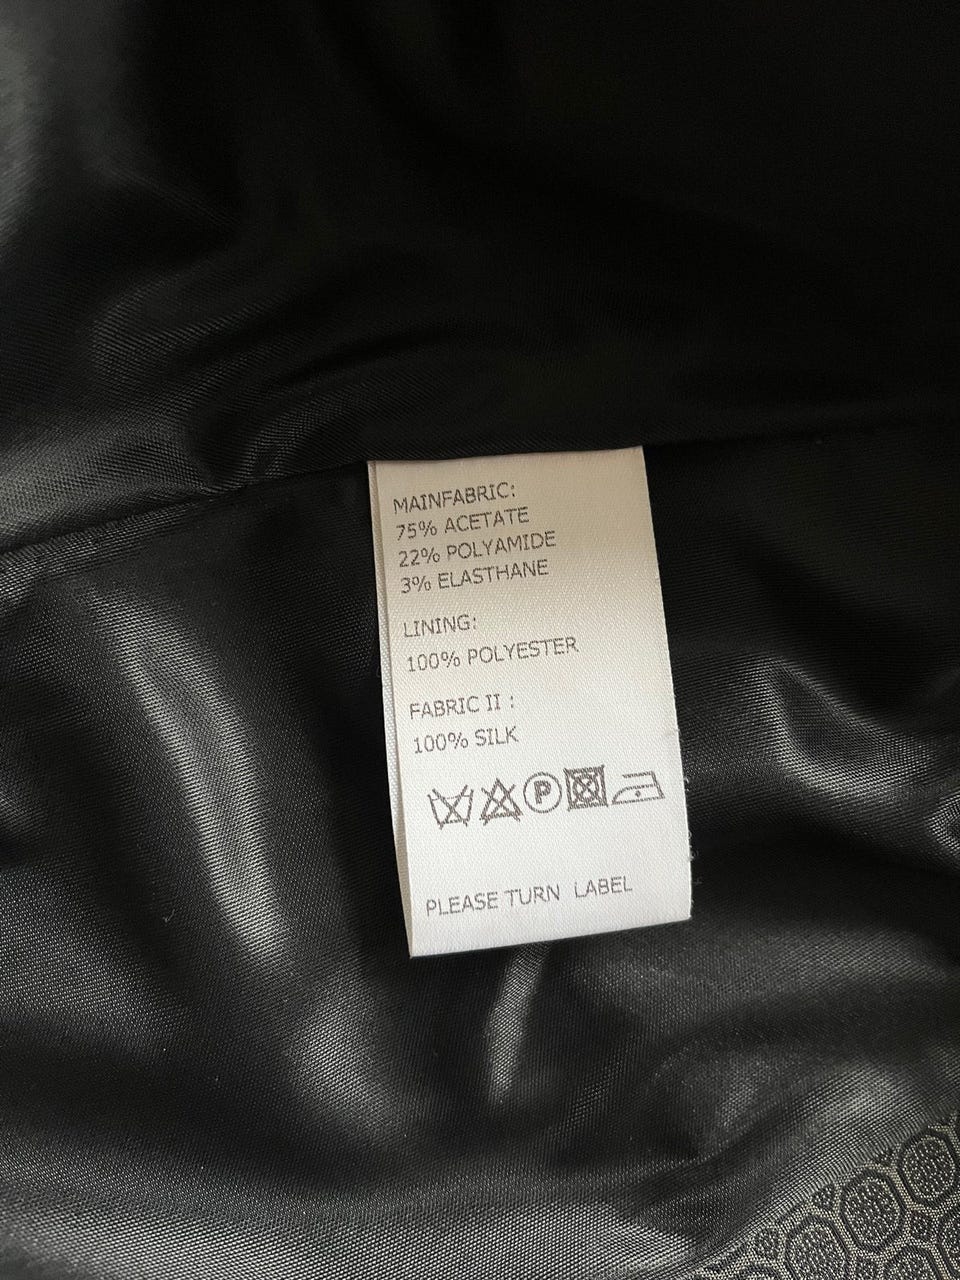 MAINFABRIC:
75% ACETATE
22% POLYAMIDE
3% ELASTHANE
LINING:
100% POLYESTER
FABRIC II :
100% SILK
P
PLEASE TURN LABEL